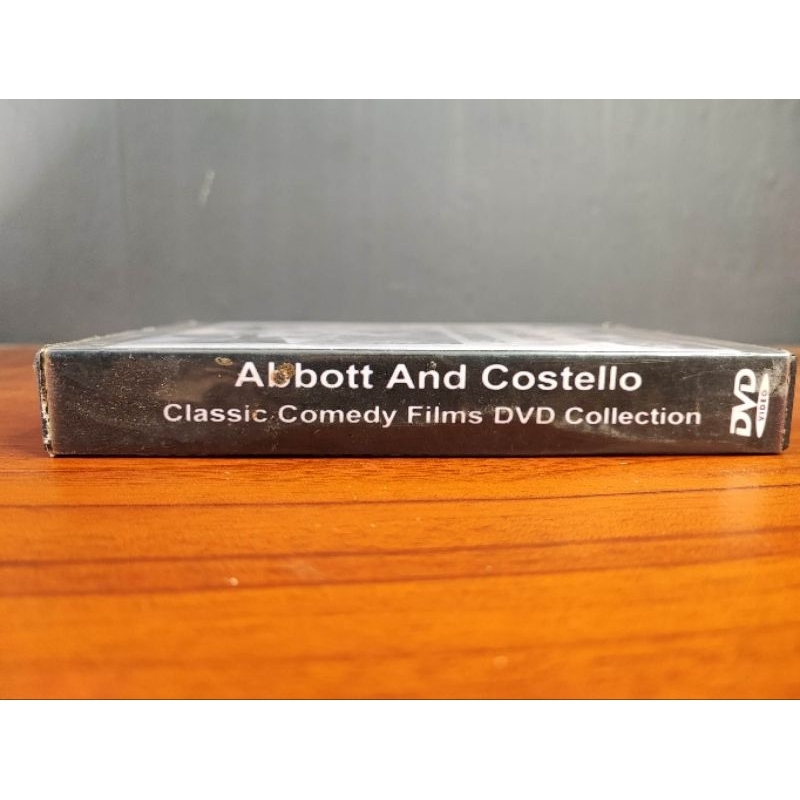 Abbott And Costello
Classic Comedy Films DVD Collection
DVD
VIDEO